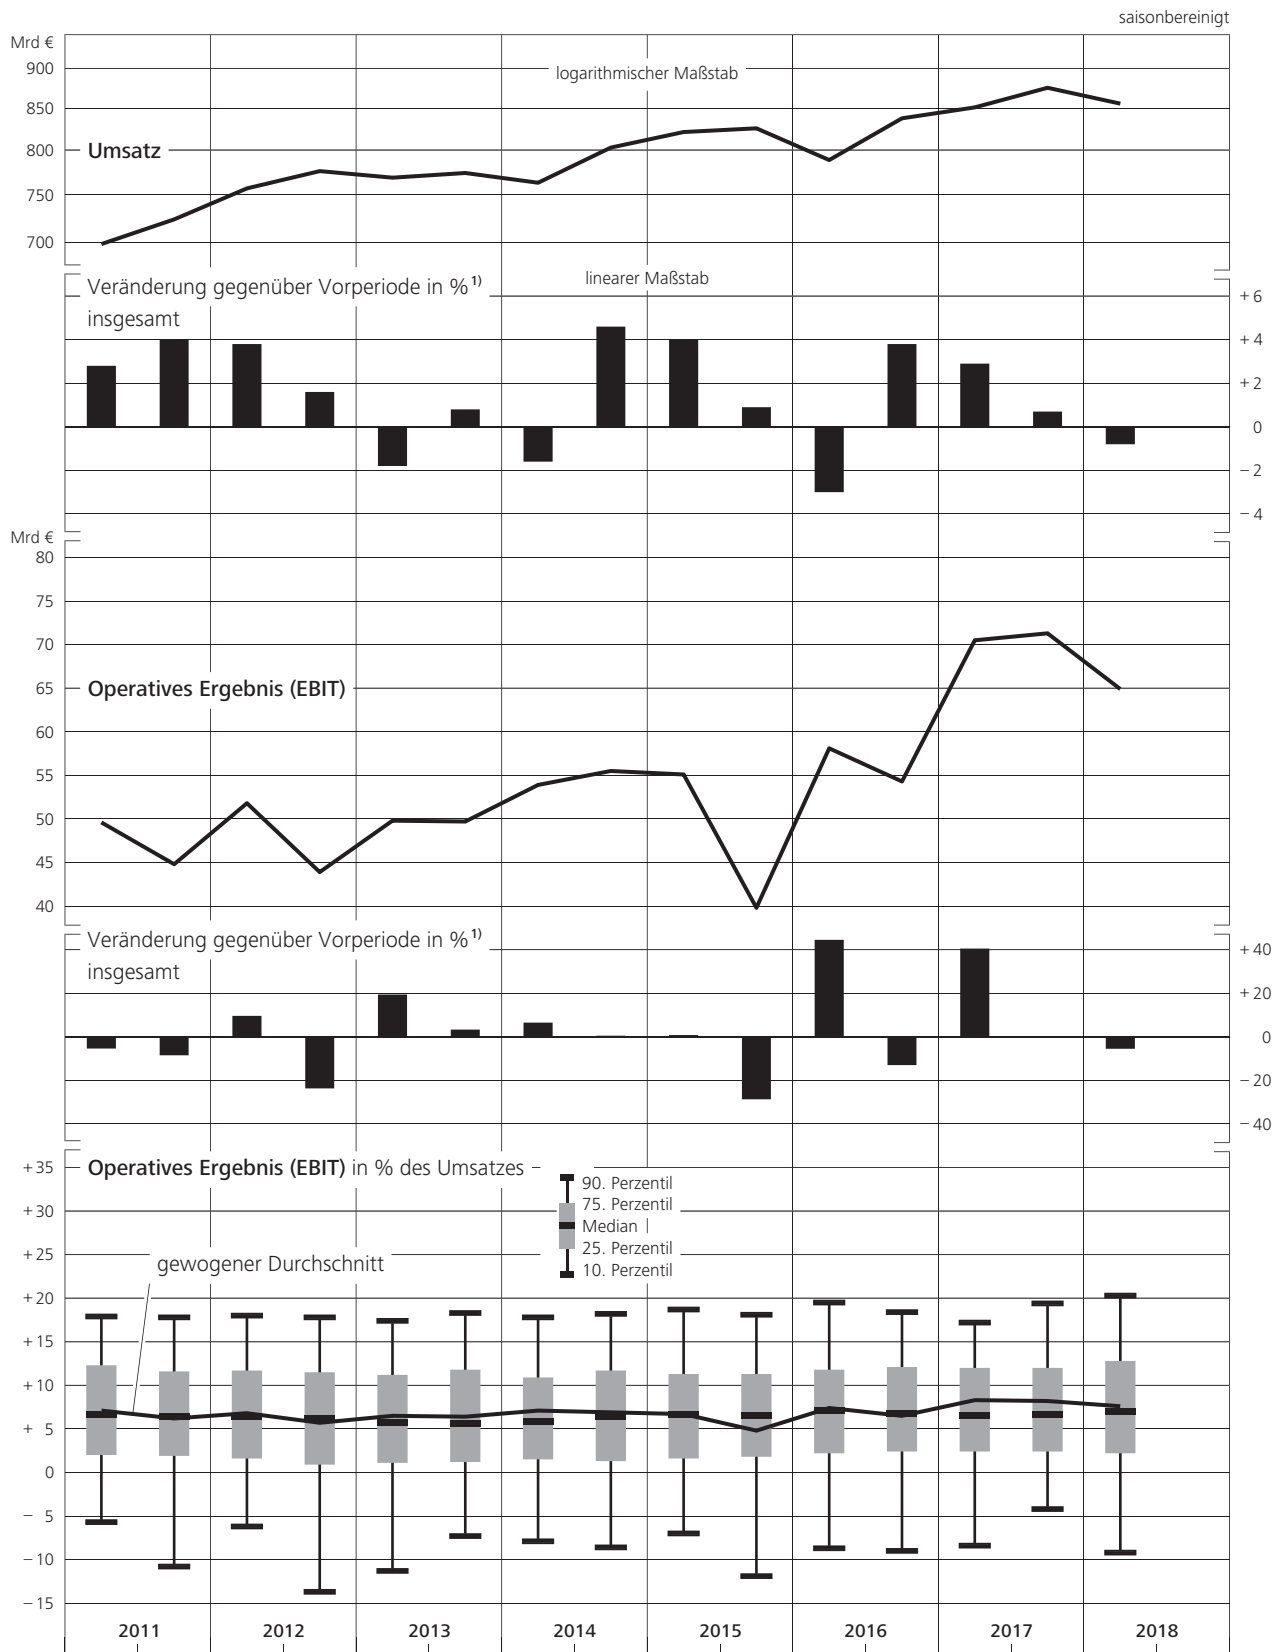 saisonbereinigt
Mrd €
900
logarithmischer Maßstab
850
800
Umsatz
750
700
Veränderung gegenüber Vorperiode in %1)
linearer Maßstab
insgesamt
+ 6
+ 4
+ 2
0
− 2
− 4
Mrd €
80
75
70
65
Operatives Ergebnis (EBIT)
60
55
50
45
40
Veränderung gegenüber Vorperiode in %1)
insgesamt
+ 40
+ 20
0
− 20
− 40
+ 35
Operatives Ergebnis (EBIT) in % des Umsatzes
90. Perzentil
75. Perzentil
Median
25. Perzentil
10. Perzentil
+ 30
+ 25
gewogener Durchschnitt
+ 20
+ 15
+ 10
+ 5
0
− 5
− 10
− 15
2011 2012 2013 2014 2015 2016 2017 2018